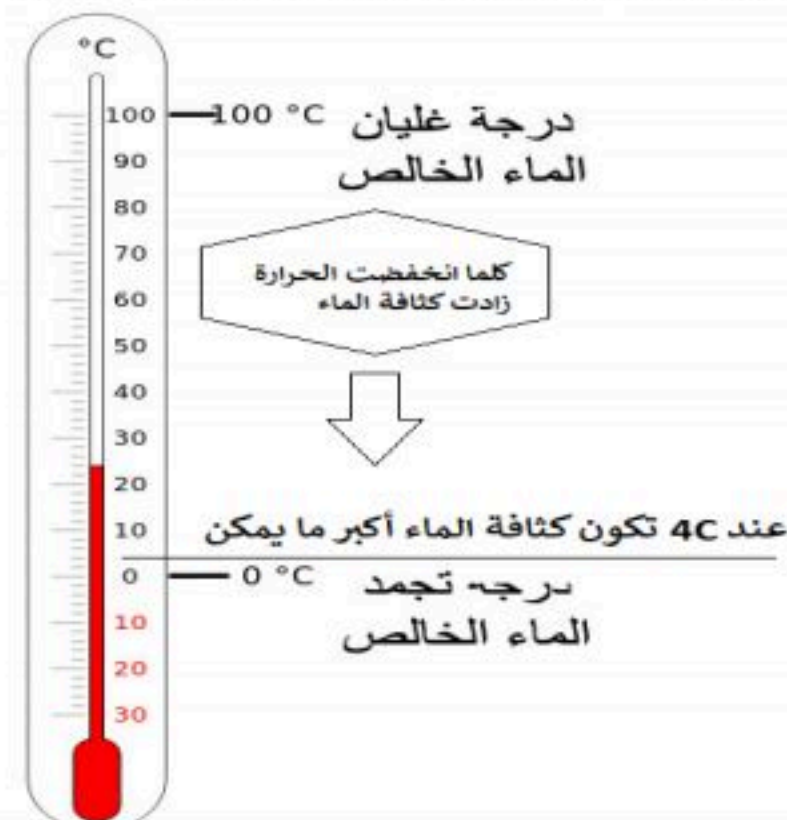 °C
100 100 °C درجة غليان
الماء الخالص
90
80
70
كلما انخفضت الحرارة
60
زادت كثافة الماء
50
40
30
20
10
عند 4C تكون كثافة الماء أكبر ما يمكن
0 0 °C درجه تجمد
الماء الخالص
10
20
30